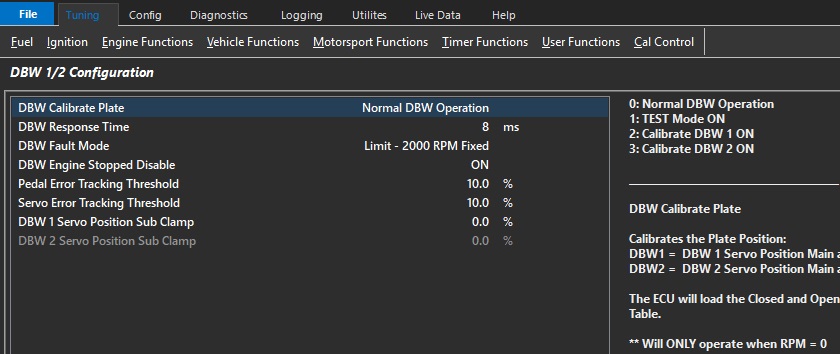 File Tuning Config Diagnostics Logging Utilites Live Data Help
Fuel Ignition Engine Functions Vehicle Functions Motorsport Functions Timer Functions User Functions Cal Control
DBW 1/2 Configuration
DBW Calibrate Plate Normal DBW Operation
DBW Response Time 8 ms
DBW Fault Mode Limit - 2000 RPM Fixed
DBW Engine Stopped Disable ON
Pedal Error Tracking Threshold 10.0 %
Servo Error Tracking Threshold 10.0 %
DBW 1 Servo Position Sub Clamp 0.0 %
DBW 2 Servo Position Sub Clamp 0.0 %
0: Normal DBW Operation
1: TEST Mode ON
2: Calibrate DBW 1 ON
3: Calibrate DBW 2 ON
DBW Calibrate Plate
Calibrates the Plate Position:
DBW1 = DBW 1 Servo Position Main a
DBW2 = DBW 2 Servo Position Main a
The ECU will load the Closed and Open
Table.
** Will ONLY operate when RPM = 0